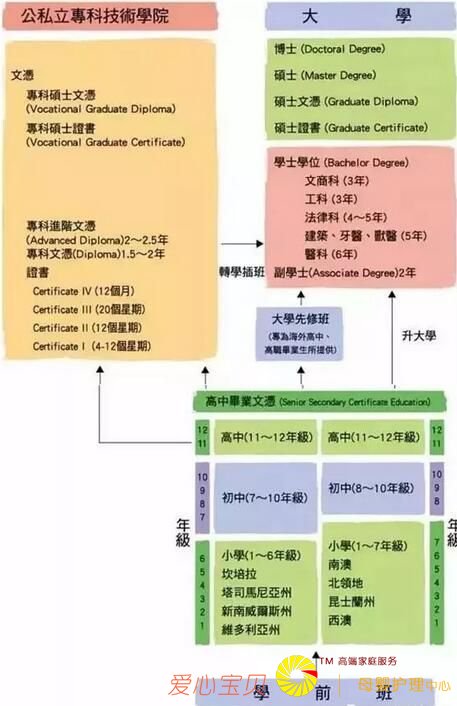 公私立專科技術學院
文憑
專科碩士文憑
(Vocational Graduate Diploma)
專科碩士證書
(Vocational Graduate Certificate)
專科進階文憑
(Advanced Diploma)2～2.5年
專科文憑(Diploma)1.5～2年
證書
Certificate IV (12個月)
Certificate III (20個星期)
Certificate II (12個星期)
Certificate I (4-12個星期)
大 學
博士 (Doctoral Degree)
碩士 (Master Degree)
碩士文憑 (Graduate Diploma)
碩士證書 (Graduate Certificate)
學士學位 (Bachelor Degree)
文商科 (3年)
工科 (3年)
法律科 (4～5年)
建築、牙醫、獸醫 (5年)
醫科 (6年)
副學士(Associate Degree)2年
轉學插班
大學先修班
(專為海外高中、
高職畢業生所提供)
升大學
高中畢業文憑 (Senior Secondary Certificate Education)
12
11
高中(11～12年級)
高中(11～12年級)
12
11
10
9
8
7
初中(7～10年級)
初中(8～10年級)
10
9
8
年級
6
5
4
3
2
1
小學(1～6年級)
坎培拉
塔司馬尼亞州
新南威爾斯州
維多利亞州
小學(1～7年級)
南澳
北領地
昆士蘭州
西澳
7
6
5
4
3
2
1
年級
學 前 班
爱心宝贝
TM 高端家庭服务
母婴护理中心